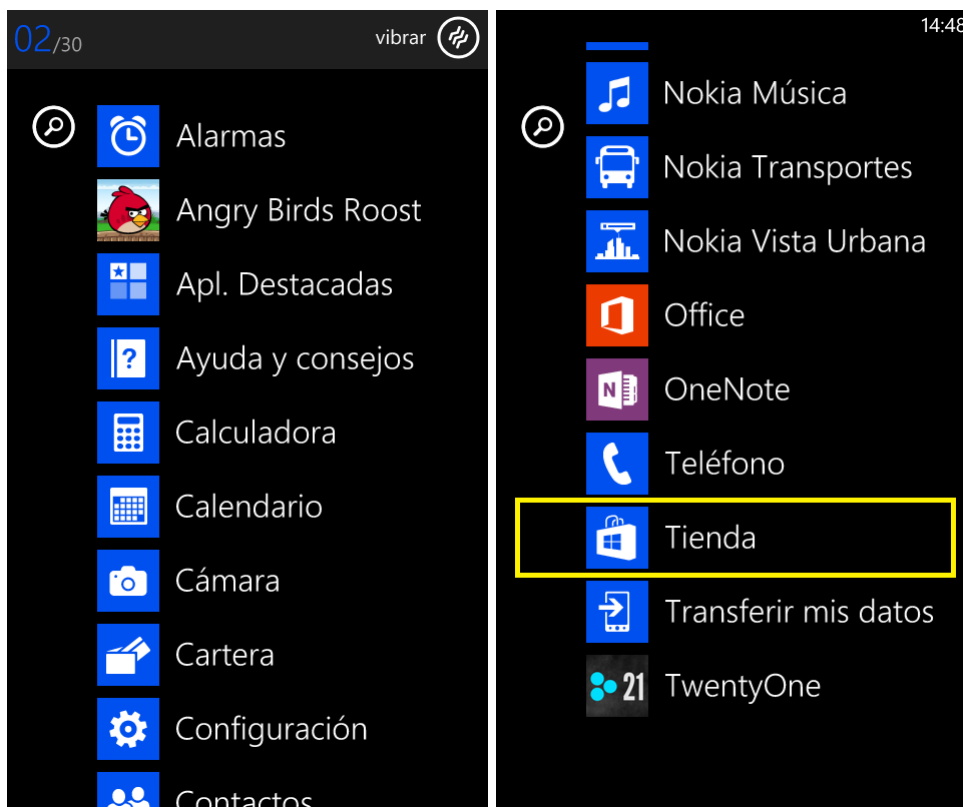 02/30
vibrar
Alarmas
Angry Birds Roost
Apl. Destacadas
Ayuda y consejos
Calculadora
Calendario
Cámara
Cartera
Configuración
Contactos
14:48
Nokia Música
Nokia Transportes
Nokia Vista Urbana
Office
N
OneNote
Teléfono
Tienda
Transferir mis datos
21
TwentyOne